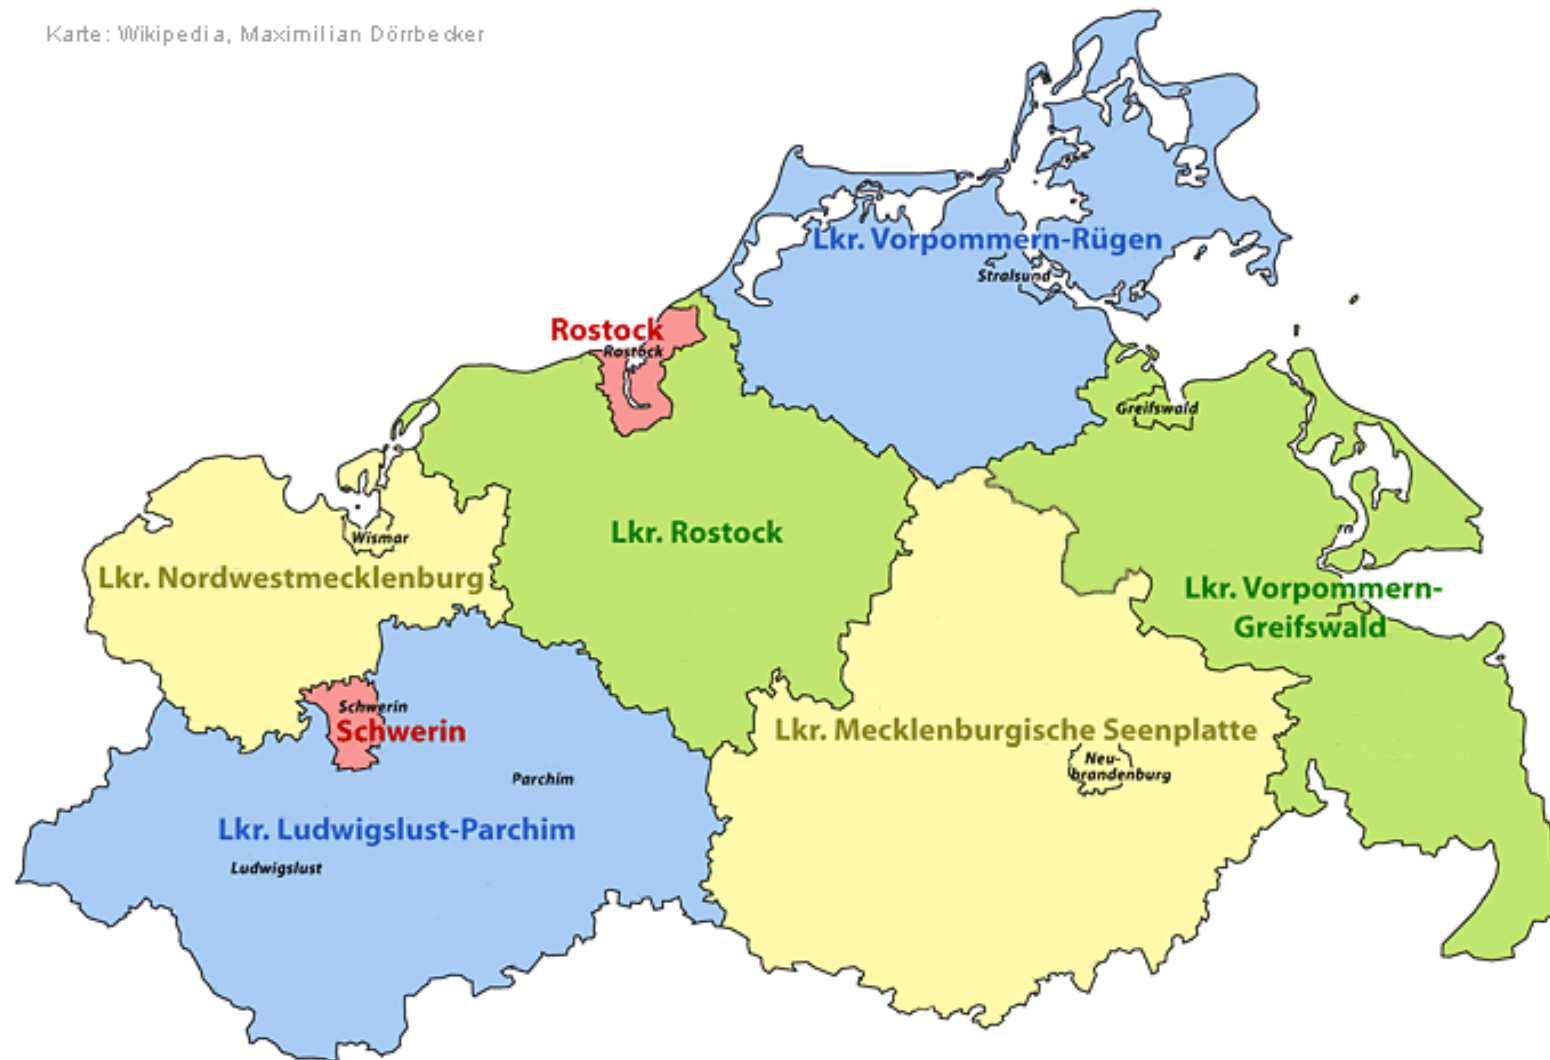 Karte: Wikipedia, Maximilian Dörrbecker
Lkr. Vorpommern-Rügen
Stralsund
Rostock
Rostock
Greifswald
Lkr. Rostock
Wismar
Lkr. Nordwestmecklenburg
Lkr. Vorpommern-
Greifswald
Schwerin
Schwerin
Lkr. Mecklenburgische Seenplatte
Neu-
brandenburg
Parchim
Lkr. Ludwigslust-Parchim
Ludwigslust